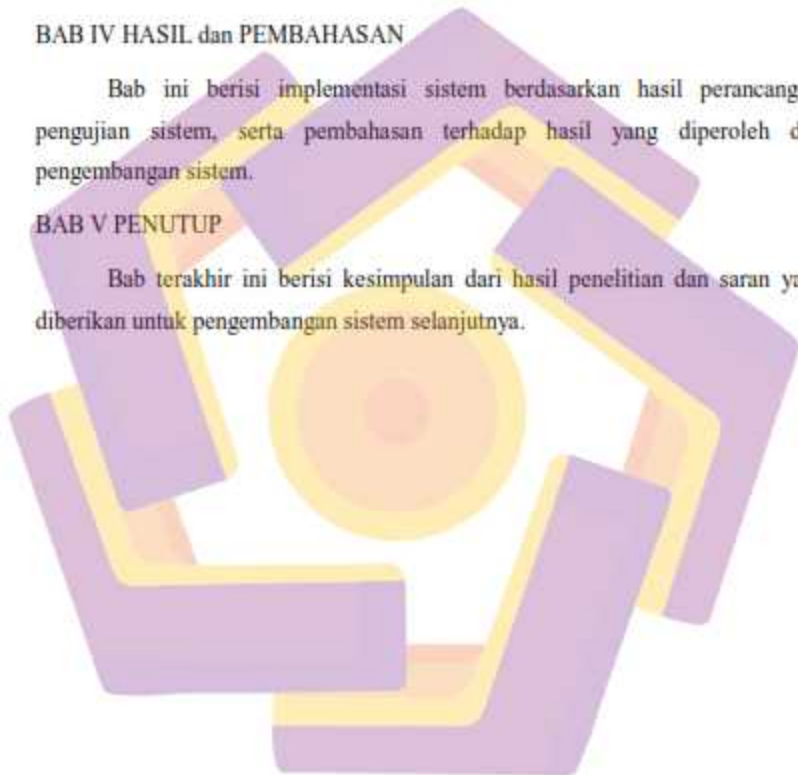 BAB IV HASIL dan PEMBAHASAN
Bab ini berisi implementasi sistem berdasarkan hasil perancang
pengujian sistem, serta pembahasan terhadap hasil yang diperoleh d
pengembangan sistem.
BAB V PENUTUP
Bab terakhir ini berisi kesimpulan dari hasil penelitian dan saran ya
diberikan untuk pengembangan sistem selanjutnya.